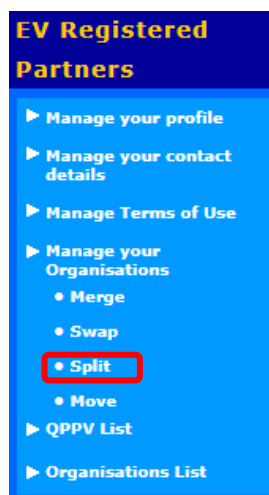 EV Registered
Partners
Manage your profile
Manage your contact
details
Manage Terms of Use
Manage your
Organisations
Merge
Swap
Split
Move
QPPV List
Organisations List